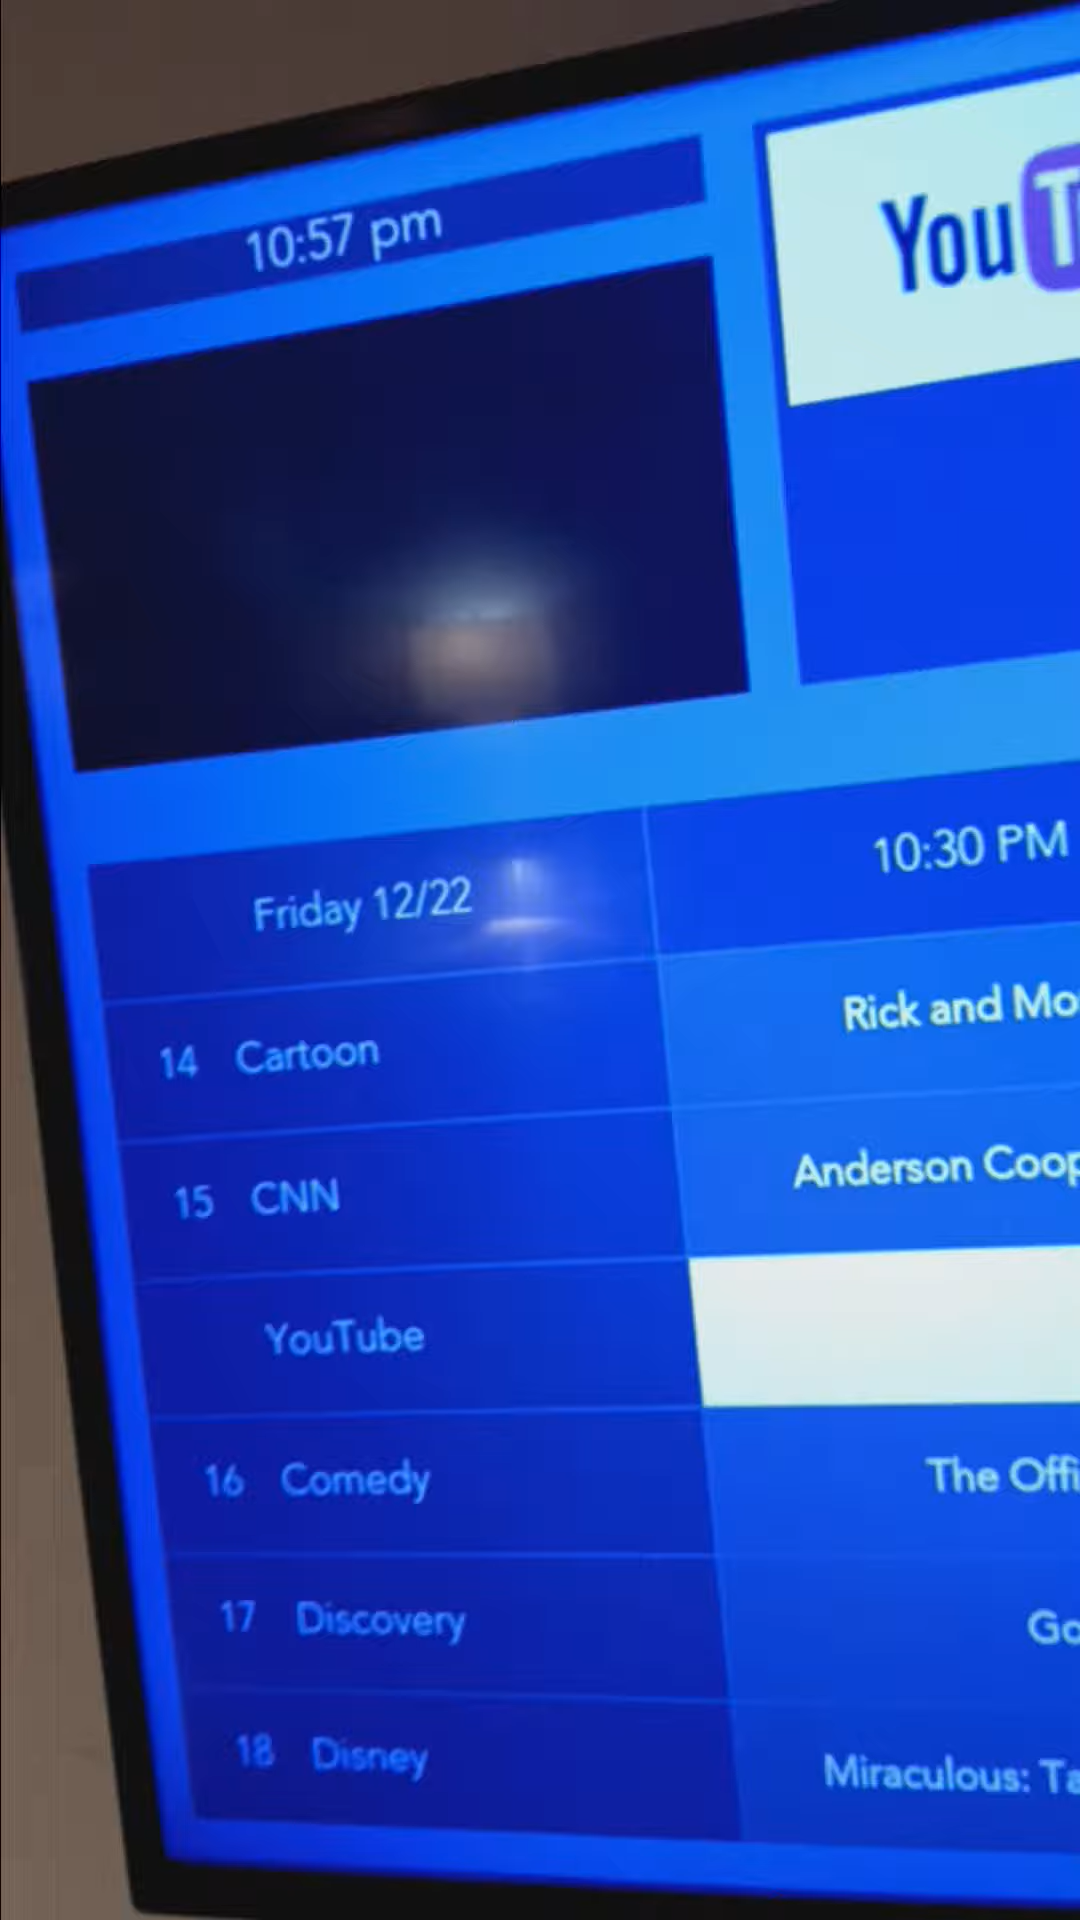 10:57 pm
You
Friday 12/22
10:30 PM
14 Cartoon
Rick and Mo
15 CNN
Anderson Coop
YouTube
16 Comedy
The Offi
17 Discovery
Go
18 Disney
Miraculous: Ta